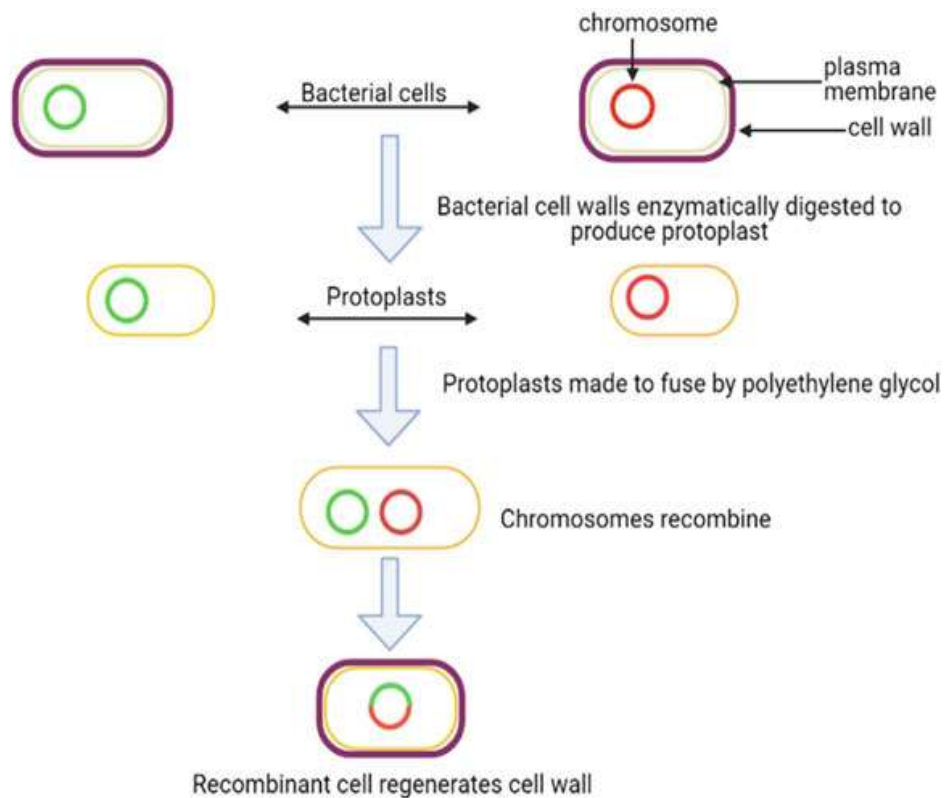 chromosome
Bacterial cells
plasma
membrane
cell wall
Bacterial cell walls enzymatically digested to
produce protoplast
Protoplasts
Protoplasts made to fuse by polyethylene glycol
Chromosomes recombine
Recombinant cell regenerates cell wall